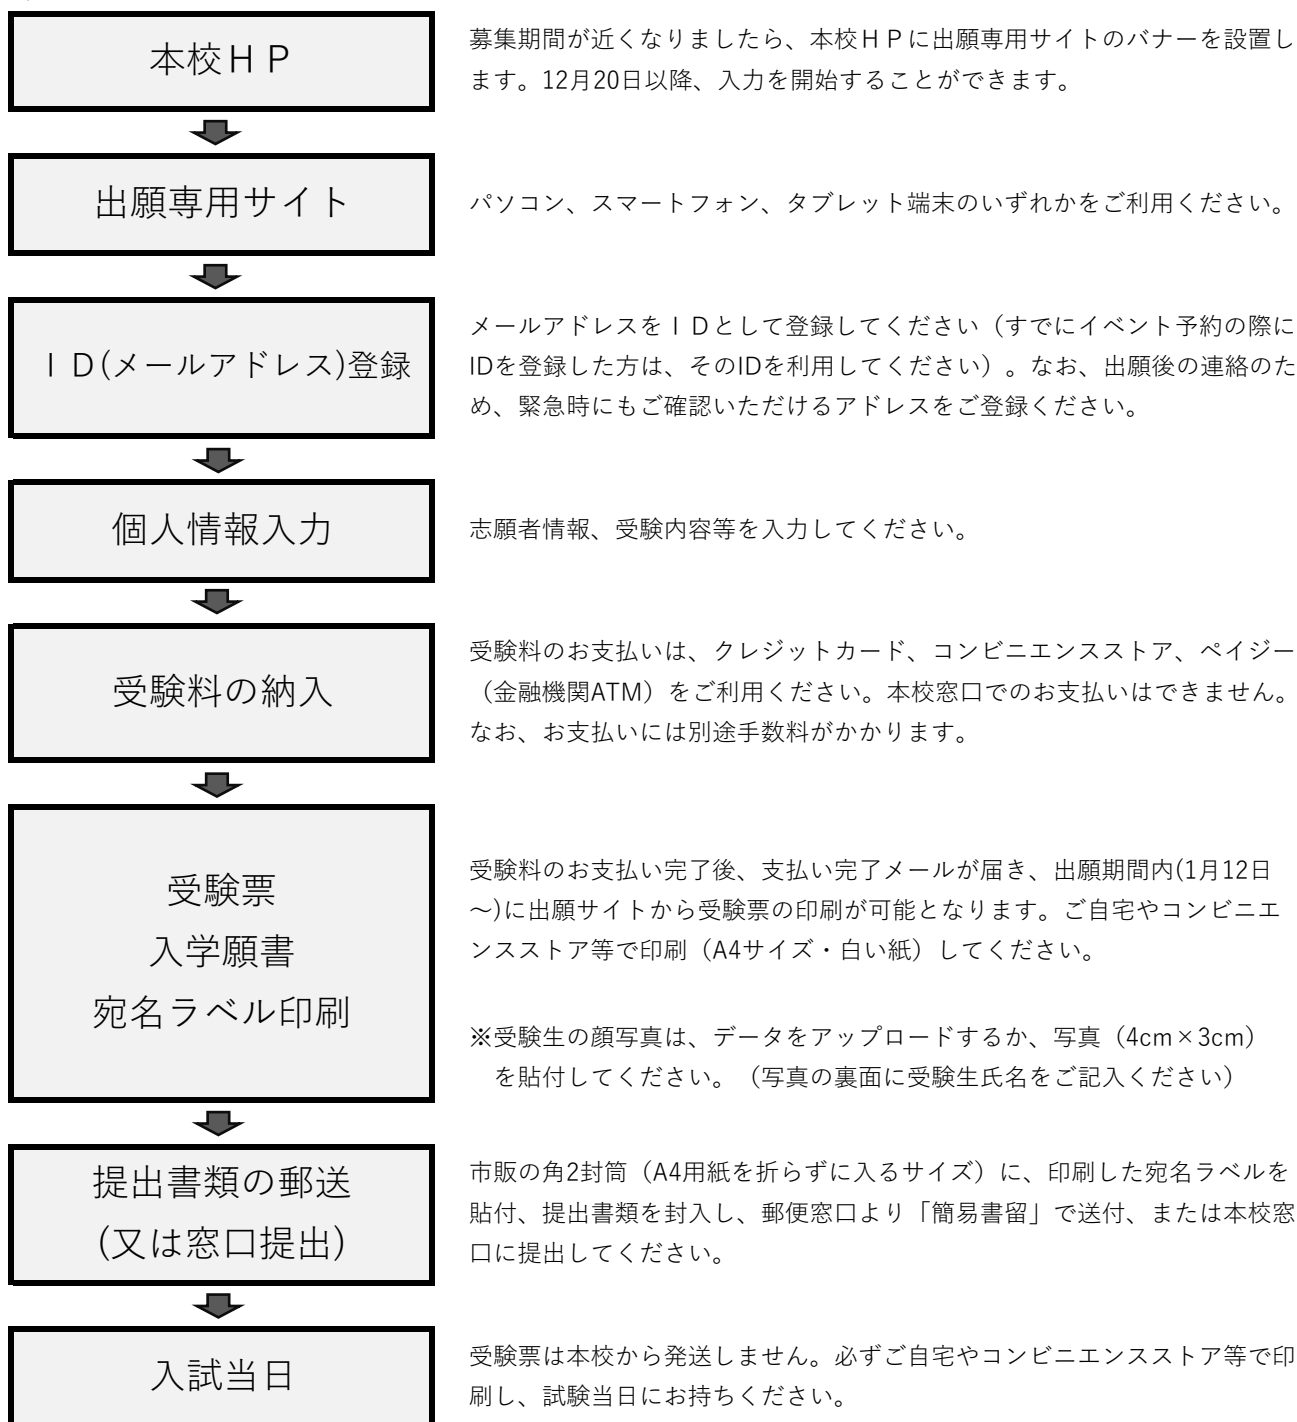 本校ＨＰ
募集期間が近くなりましたら、本校ＨＰに出願専用サイトのバナーを設置し
ます。12月20日以降、入力を開始することができます。
出願専用サイト
パソコン、スマートフォン、タブレット端末のいずれかをご利用ください。
ＩＤ(メールアドレス)登録
メールアドレスをＩＤとして登録してください（すでにイベント予約の際に
IDを登録した方は、そのIDを利用してください）。なお、出願後の連絡のた
め、緊急時にもご確認いただけるアドレスをご登録ください。
個人情報入力
志願者情報、受験内容等を入力してください。
受験料の納入
受験料のお支払いは、クレジットカード、コンビニエンスストア、ペイジー
（金融機関ATM）をご利用ください。本校窓口でのお支払いはできません。
なお、お支払いには別途手数料がかかります。
受験票
入学願書
宛名ラベル印刷
受験料のお支払い完了後、支払い完了メールが届き、出願期間内(1月12日
～)に出願サイトから受験票の印刷が可能となります。ご自宅やコンビニエ
ンスストア等で印刷（A4サイズ・白い紙）してください。
※受験生の顔写真は、データをアップロードするか、写真（4cm×3cm）
を貼付してください。（写真の裏面に受験生氏名をご記入ください）
提出書類の郵送
(又は窓口提出)
市販の角2封筒（A4用紙を折らずに入るサイズ）に、印刷した宛名ラベルを
貼付、提出書類を封入し、郵便窓口より「簡易書留」で送付、または本校窓
口に提出してください。
入試当日
受験票は本校から発送しません。必ずご自宅やコンビニエンスストア等で印
刷し、試験当日にお持ちください。